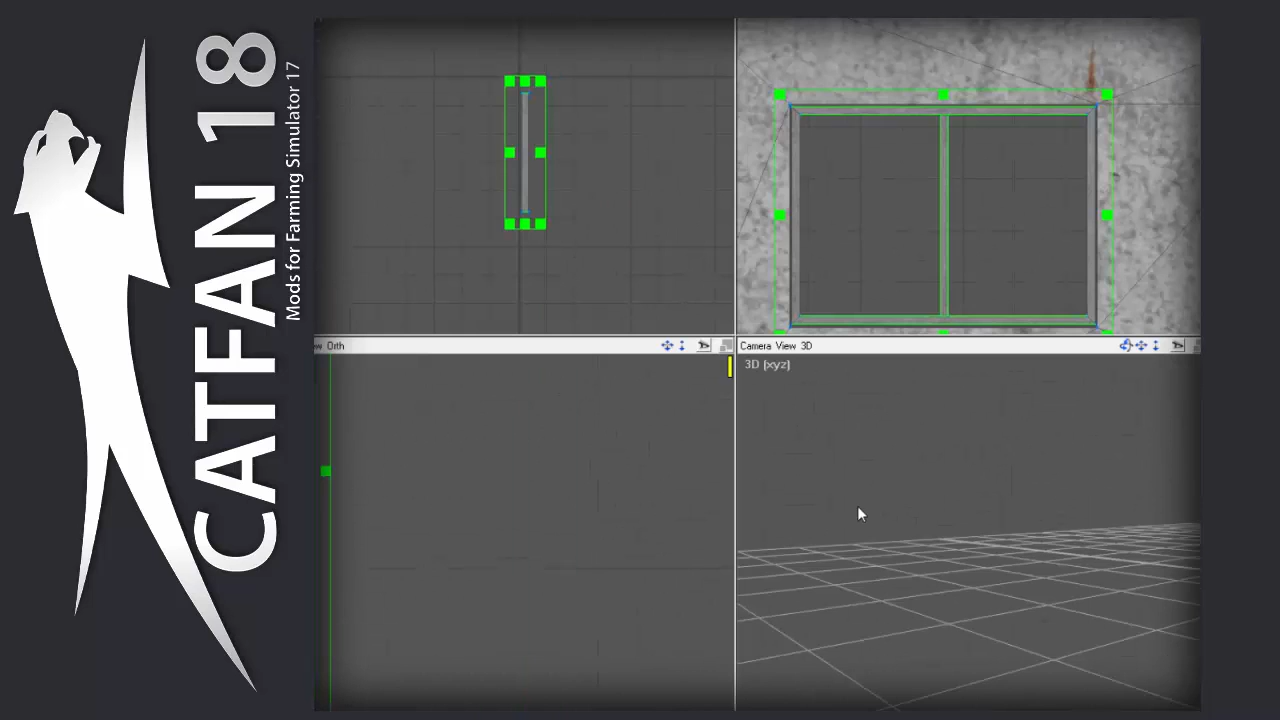 CATFAN 18
Mods for Farming Simulator 17
w Orth
Camera View 3D
3D [xyz]